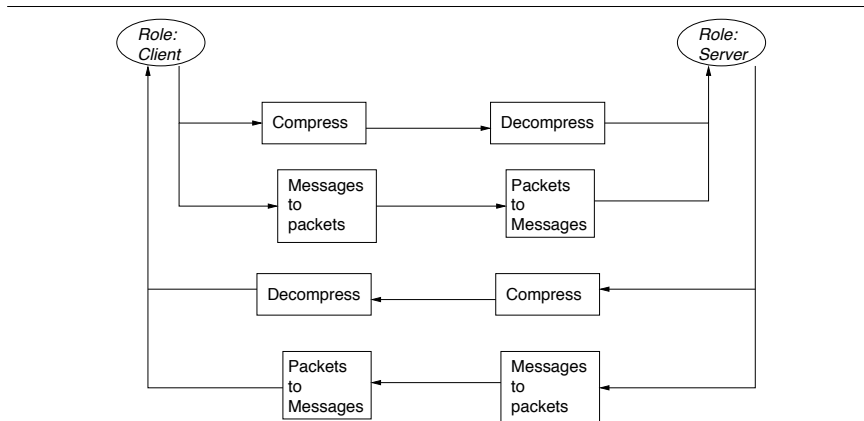 Role:
Client
Role:
Server
Compress
Decompress
Messages
to
packets
Packets
to
Messages
Decompress
Compress
Packets
to
Messages
Messages
to
packets